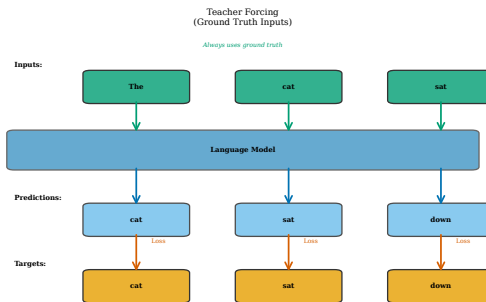 Teacher Forcing
(Ground Truth Inputs)
Always uses ground truth
Inputs:
The cat sat
Language Model
Predictions:
cat sat down
Loss Loss Loss
Targets:
cat sat down